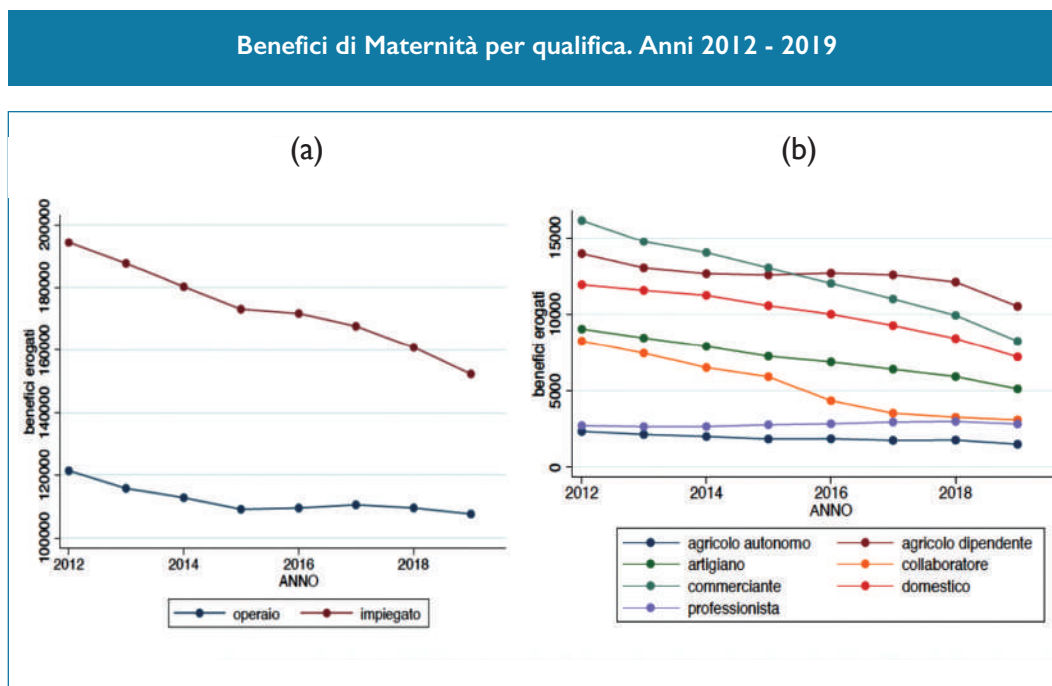 Benefici di Maternità per qualifica. Anni 2012 - 2019
(a)
(b)
benefici erogati
200000
180000
160000
140000
120000
100000
2012
2014
2016
2018
ANNO
operaio
impiegato
benefici erogati
15000
10000
5000
0
2012
2014
2016
2018
ANNO
agricolo autonomo
agricolo dipendente
artigiano
collaboratore
commerciante
domestico
professionista